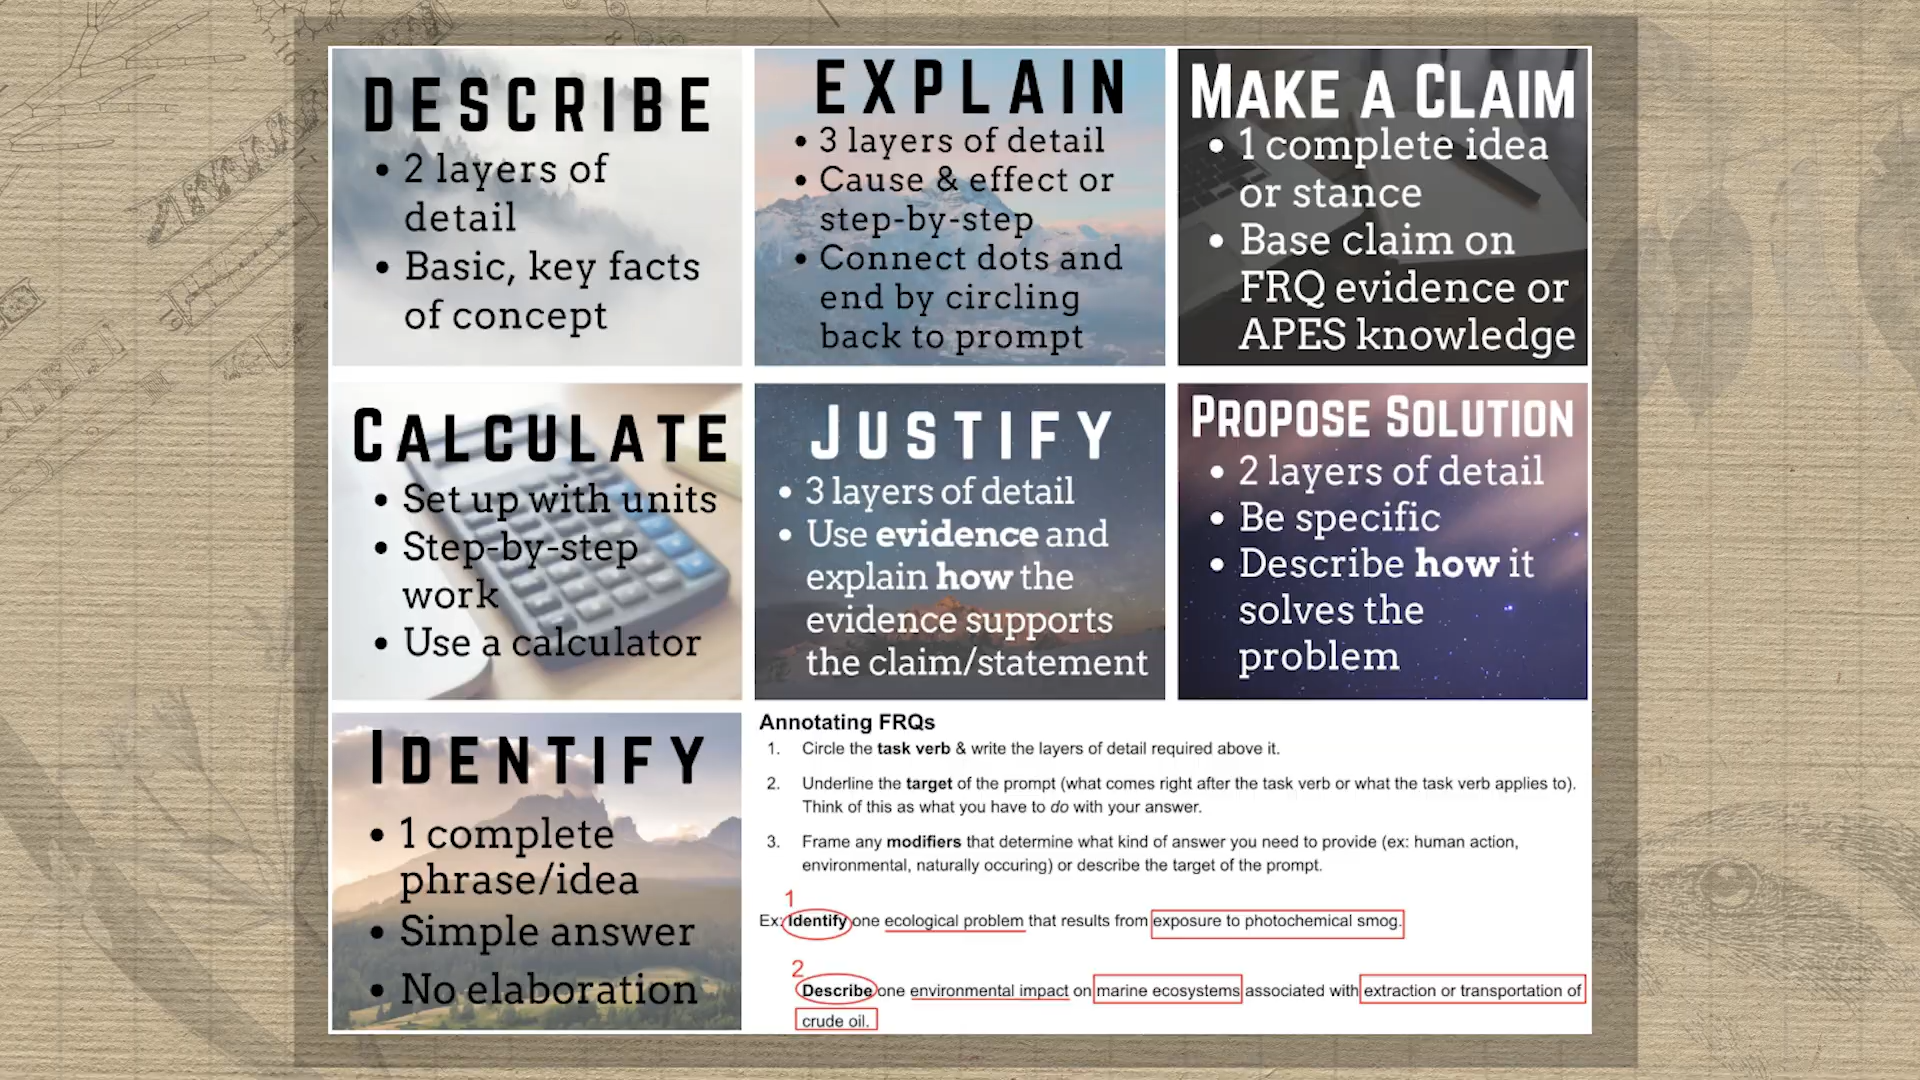 DESCRIBE
• 2 layers of
detail
• Basic, key facts
of concept
EXPLAIN
• 3 layers of detail
• Cause & effect or
step-by-step
• Connect dots and
end by circling
back to prompt
MAKE A CLAIM
• 1 complete idea
or stance
• Base claim on
FRQ evidence or
APES knowledge
CALCULATE
• Set up with units
• Step-by-step
work
• Use a calculator
JUSTIFY
• 3 layers of detail
• Use evidence and
explain how the
evidence supports
the claim/statement
PROPOSE SOLUTION
• 2 layers of detail
• Be specific
• Describe how it
solves the
problem
IDENTIFY
• 1 complete
phrase/idea
• Simple answer
• No elaboration
Annotating FRQs
1. Circle the task verb & write the layers of detail required above it.
2. Underline the target of the prompt (what comes right after the task verb or what the task verb applies to).
Think of this as what you have to do with your answer.
3. Frame any modifiers that determine what kind of answer you need to provide (ex: human action,
environmental, naturally occuring) or describe the target of the prompt.
1
Ex: Identify one ecological problem that results from exposure to photochemical smog.
2
Describe one environmental impact on marine ecosystems associated with extraction or transportation of
crude oil.